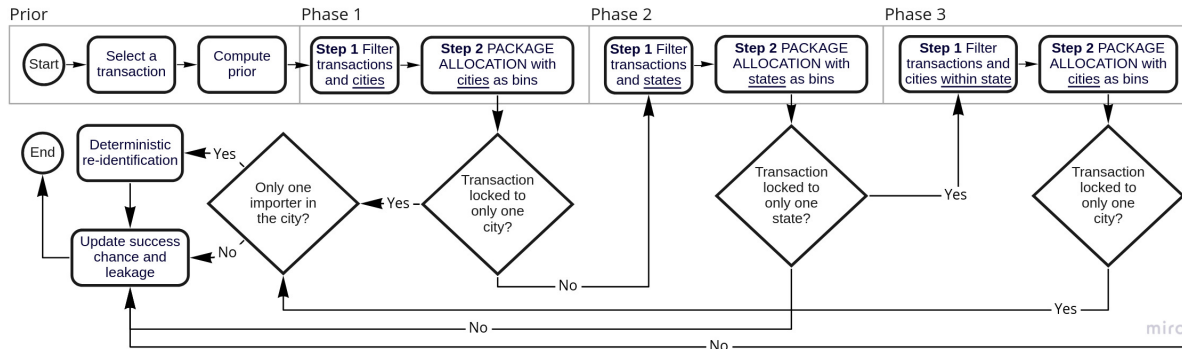 Prior
Phase 1
Phase 2
Phase 3
Start
Select a
transaction
Compute
prior
Step 1 Filter
transactions
and cities
Step 2 PACKAGE
ALLOCATION with
cities as bins
Step 1 Filter
transactions
and states
Step 2 PACKAGE
ALLOCATION with
states as bins
Step 1 Filter
transactions and
cities within state
Step 2 PACKAGE
ALLOCATION with
cities as bins
End
Deterministic
re-identification
Yes
Only one
importer in
the city?
Yes
Transaction
locked to
only one
city?
Transaction
locked to
only one
state?
Yes
Transaction
locked to
only one
city?
Update success
chance and
leakage
No
No
Yes
No
No